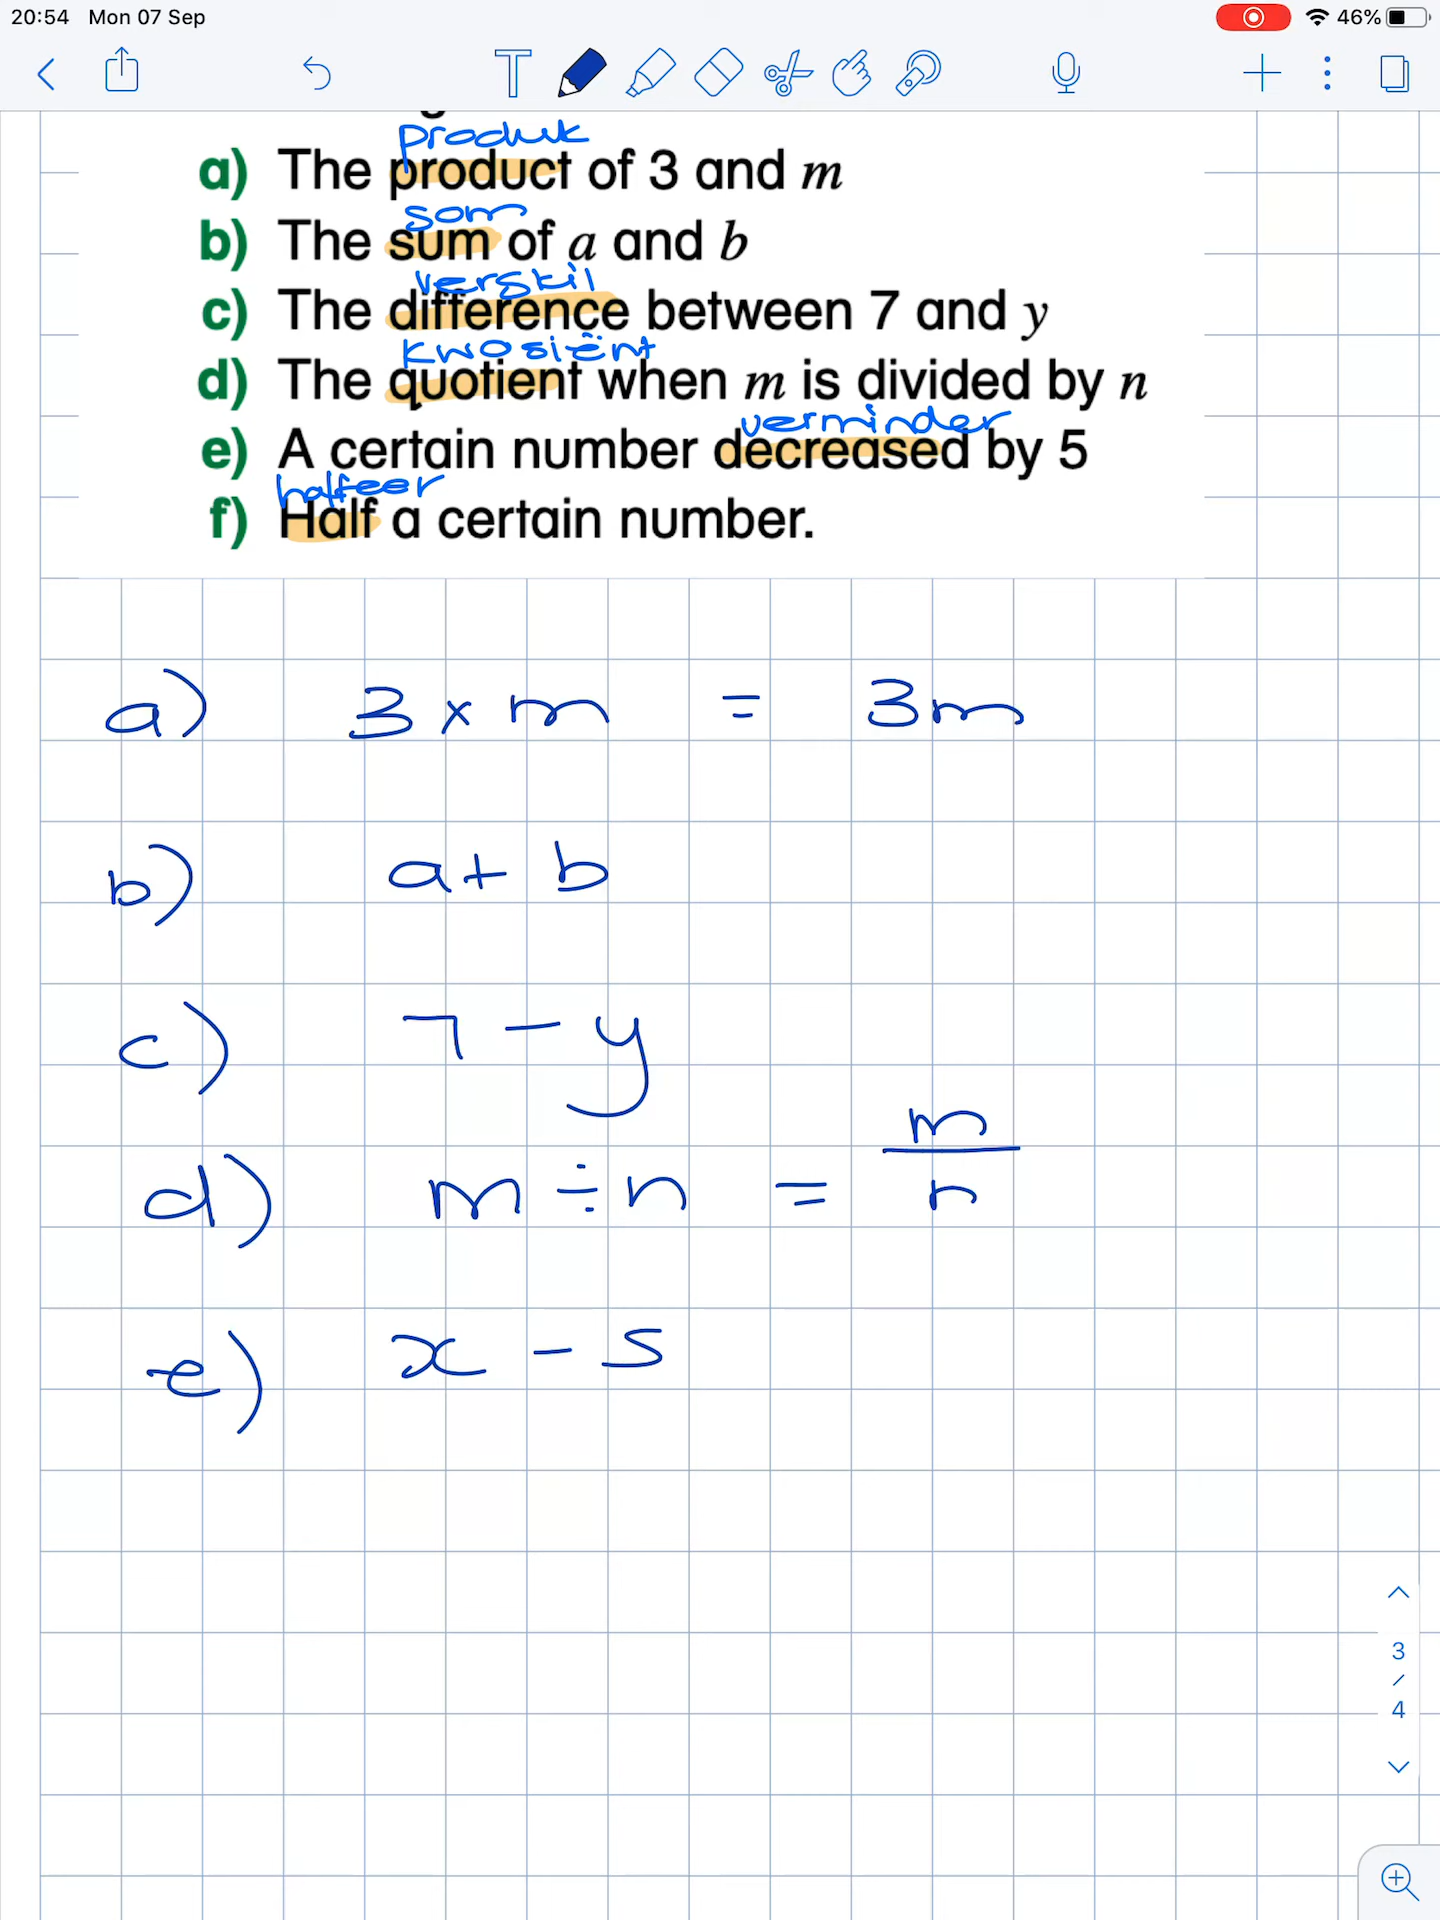 20:54 Mon 07 Sep 46%
produk
a) The product of 3 and m
som
b) The sum of a and b
verskil
c) The difference between 7 and y
kwosiënt
d) The quotient when m is divided by n
verminder
e) A certain number decreased by 5
halfeer
f) Half a certain number.
a) 3 × m = 3m
b) a + b
c) 7 - y
d) m ÷ n = m/n
e) x - 5
3
/
4